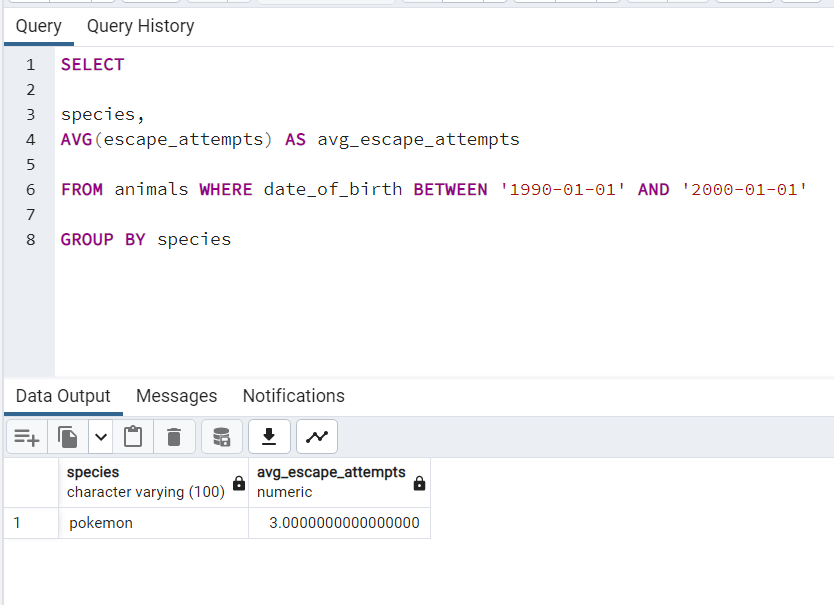 Query Query History
1 SELECT
2
3 species,
4 AVG(escape_attempts) AS avg_escape_attempts
5
6 FROM animals WHERE date_of_birth BETWEEN '1990-01-01' AND '2000-01-01'
7
8 GROUP BY species
Data Output Messages Notifications
species avg_escape_attempts
character varying (100) numeric
1 pokemon 3.0000000000000000